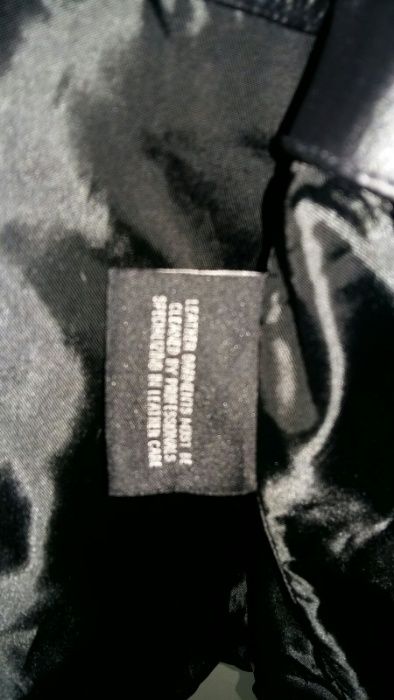 LEATHER GARMENTS MUST BE
CLEANED BY PROFESSIONALS
SPECIALIZING IN LEATHER CARE